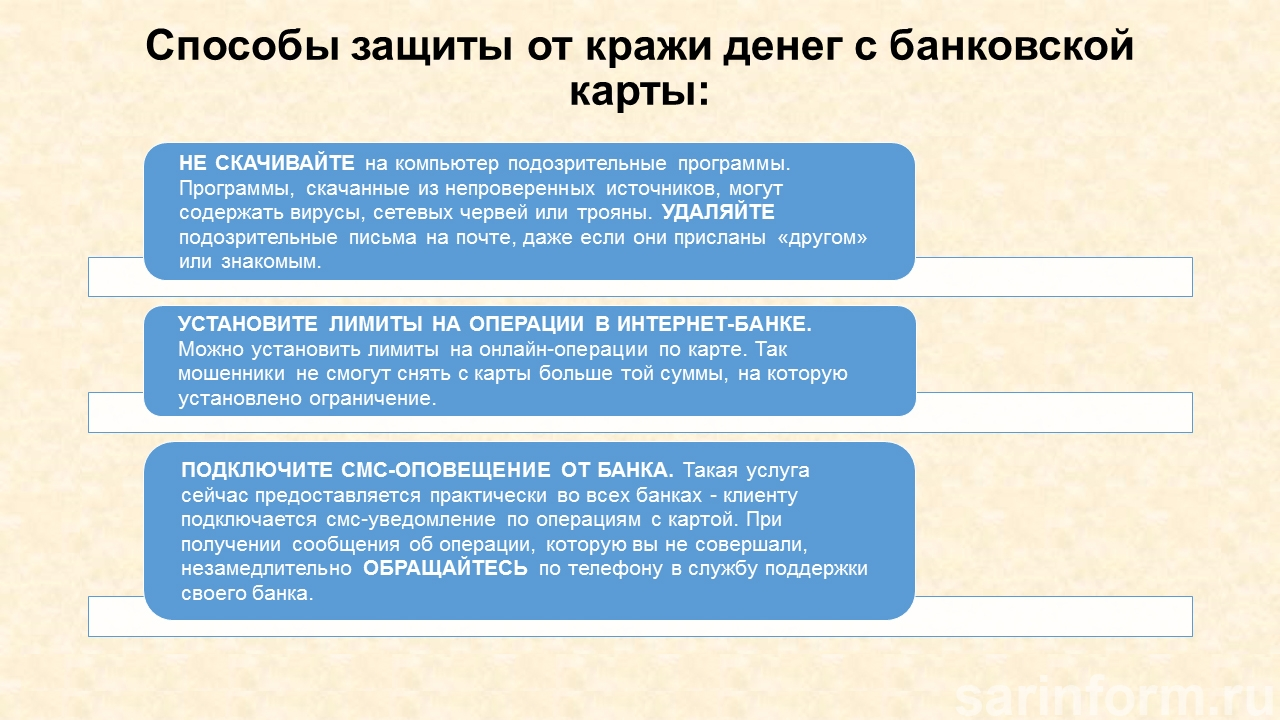 Способы защиты от кражи денег с банковской
карты:
НЕ СКАЧИВАЙТЕ на компьютер подозрительные программы.
Программы, скачанные из непроверенных источников, могут
содержать вирусы, сетевых червей или трояны. УДАЛЯЙТЕ
подозрительные письма на почте, даже если они присланы «другом»
или знакомым.
УСТАНОВИТЕ ЛИМИТЫ НА ОПЕРАЦИИ В ИНТЕРНЕТ-БАНКЕ.
Можно установить лимиты на онлайн-операции по карте. Так
мошенники не смогут снять с карты больше той суммы, на которую
установлено ограничение.
ПОДКЛЮЧИТЕ СМС-ОПОВЕЩЕНИЕ ОТ БАНКА. Такая услуга
сейчас предоставляется практически во всех банках - клиенту
подключается смс-уведомление по операциям с картой. При
получении сообщения об операции, которую вы не совершали,
незамедлительно ОБРАЩАЙТЕСЬ по телефону в службу поддержки
своего банка.
sarinform.ru